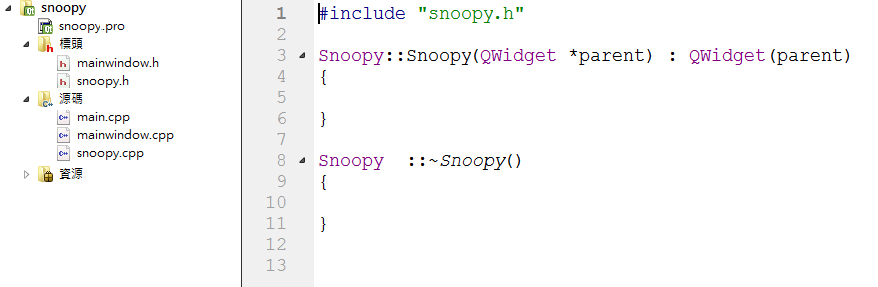 snoopy
snoopy.pro
標頭
mainwindow.h
snoopy.h
源碼
main.cpp
mainwindow.cpp
snoopy.cpp
資源
1 #include "snoopy.h"
2
3 Snoopy::Snoopy(QWidget *parent) : QWidget(parent)
4 {
5
6 }
7
8 Snoopy  ::~Snoopy()
9 {
10
11 }
12
13